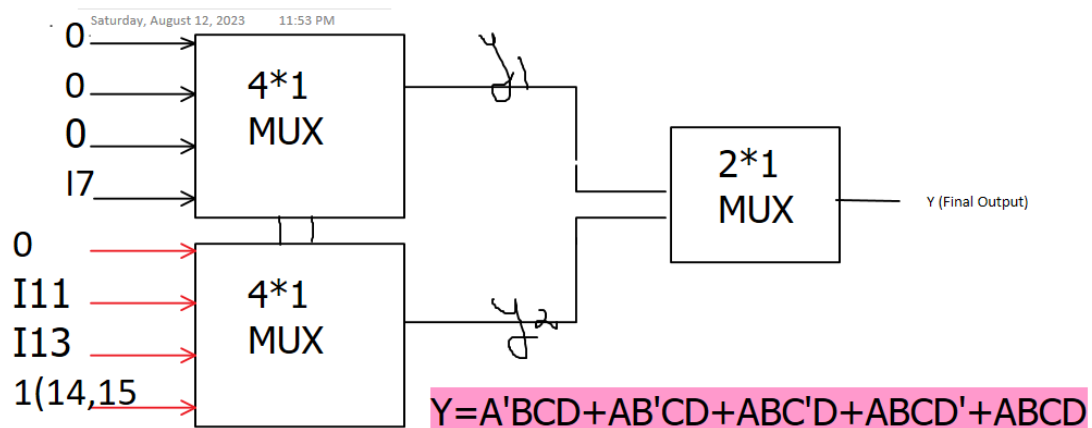 Saturday, August 12, 2023 11:53 PM
0
0
0
I7
4*1
MUX
y1
0
I11
I13
1(14,15
4*1
MUX
y2
2*1
MUX
Y (Final Output)
Y=A'BCD+AB'CD+ABC'D+ABCD'+ABCD